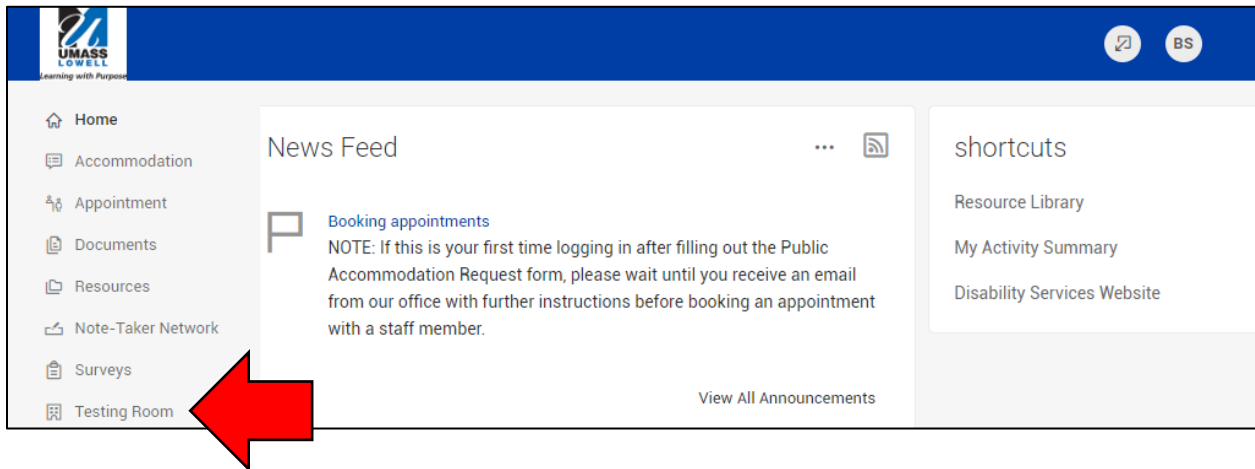 UMASS
LOWELL
Learning with Purpose
BS
Home
Accommodation
Appointment
Documents
Resources
Note-Taker Network
Surveys
Testing Room
News Feed
...
Booking appointments
NOTE: If this is your first time logging in after filling out the Public
Accommodation Request form, please wait until you receive an email
from our office with further instructions before booking an appointment
with a staff member.
View All Announcements
shortcuts
Resource Library
My Activity Summary
Disability Services Website